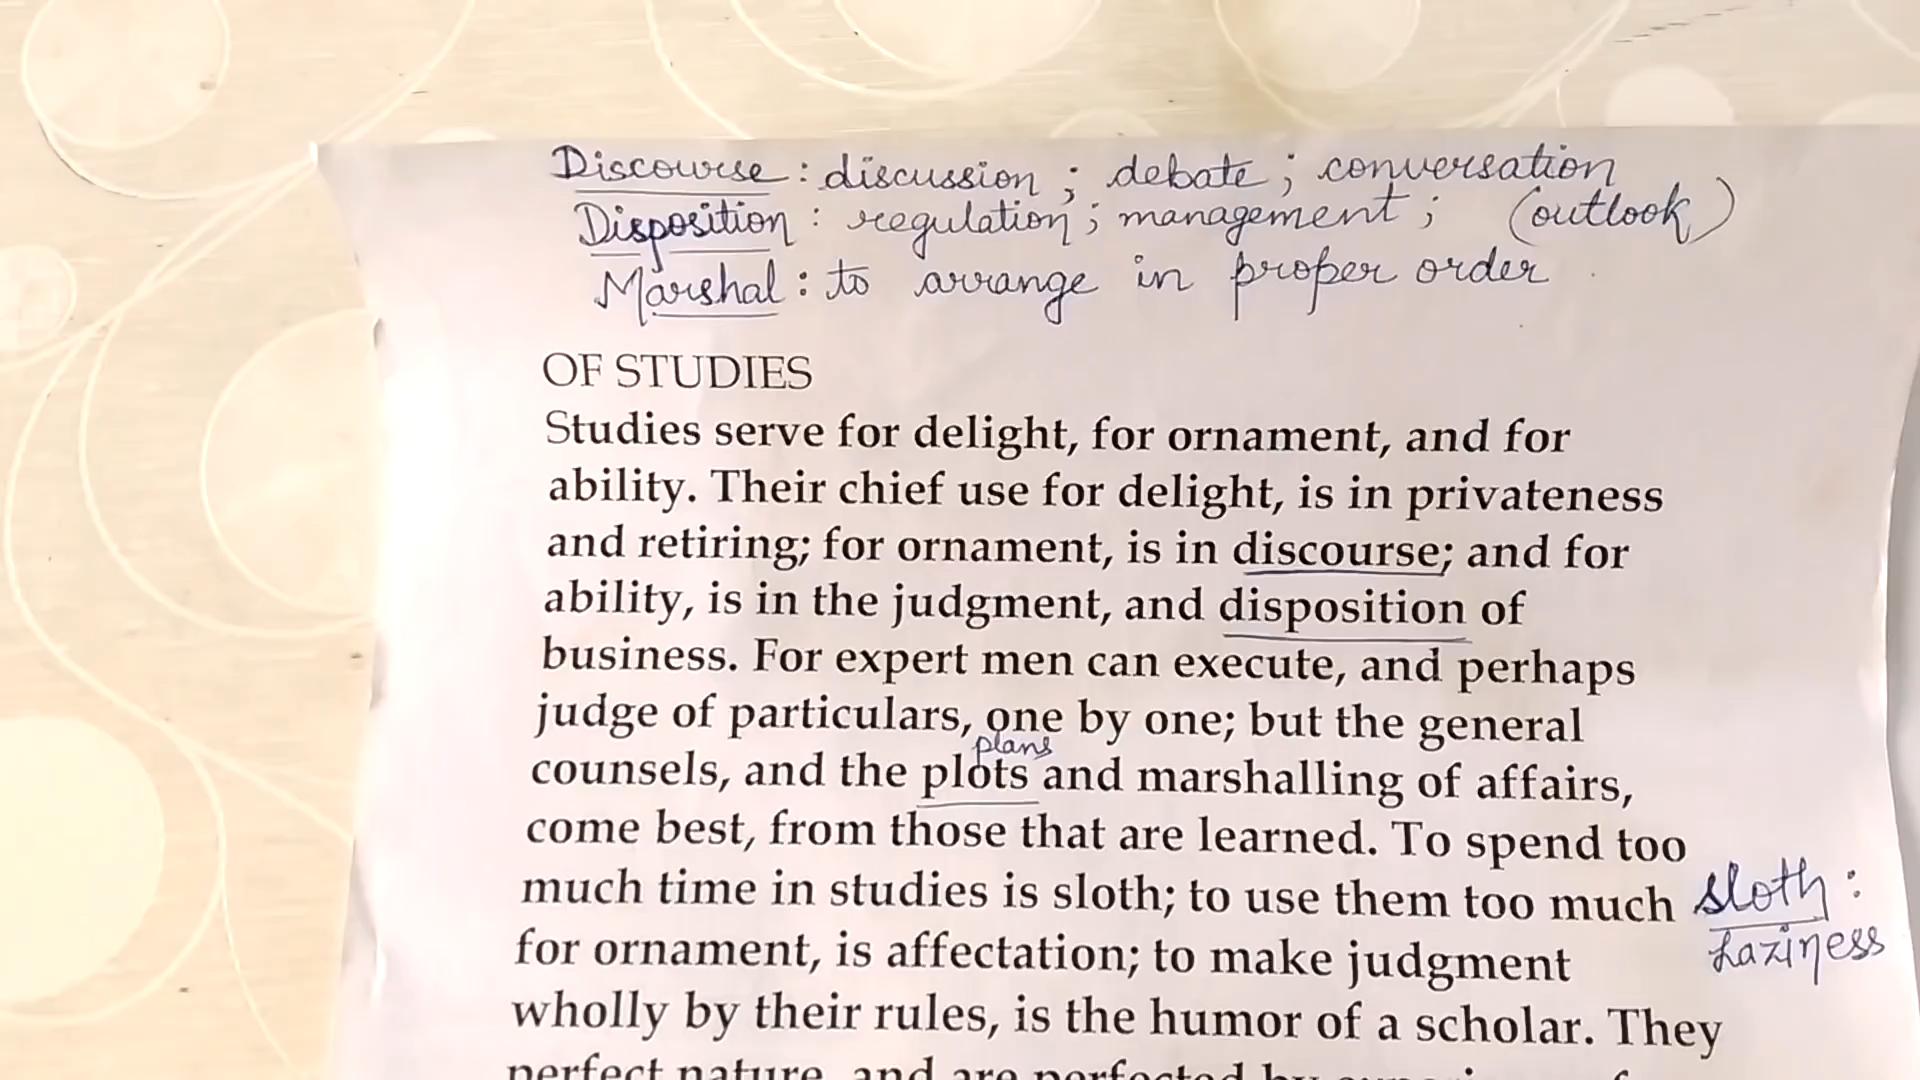 Discourse : discussion ; debate ; conversation
Disposition : regulation ; management ; (outlook)
Marshal : to arrange in proper order
OF STUDIES
Studies serve for delight, for ornament, and for
ability. Their chief use for delight, is in privateness
and retiring; for ornament, is in discourse; and for
ability, is in the judgment, and disposition of
business. For expert men can execute, and perhaps
judge of particulars, one by one; but the general
plans
counsels, and the plots and marshalling of affairs,
come best, from those that are learned. To spend too
much time in studies is sloth; to use them too much
sloth :
Laziness
for ornament, is affectation; to make judgment
wholly by their rules, is the humor of a scholar. They
perfect nature, and are perfected by